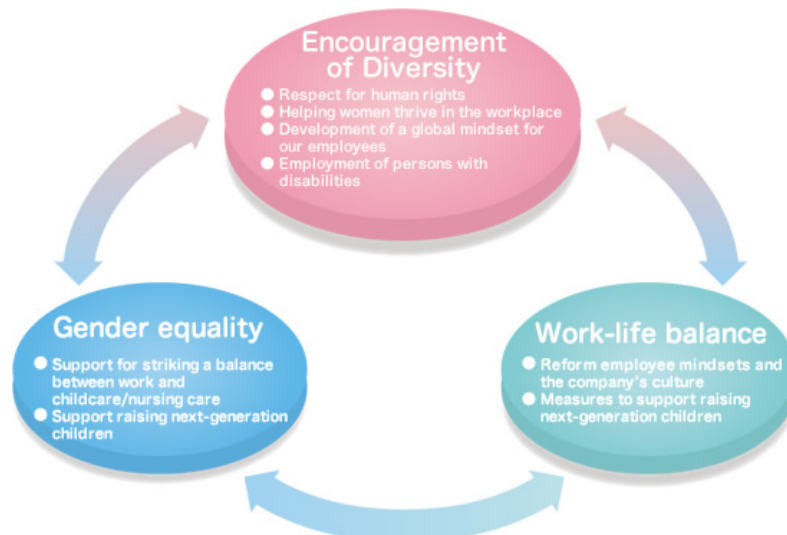 Encouragement
of Diversity
● Respect for human rights
● Helping women thrive in the workplace
● Development of a global mindset for
our employees
● Employment of persons with
disabilities
Gender equality
● Support for striking a balance
between work and
childcare/nursing care
● Support raising next-generation
children
Work-life balance
● Reform employee mindsets and
the company's culture
● Measures to support raising
next-generation children